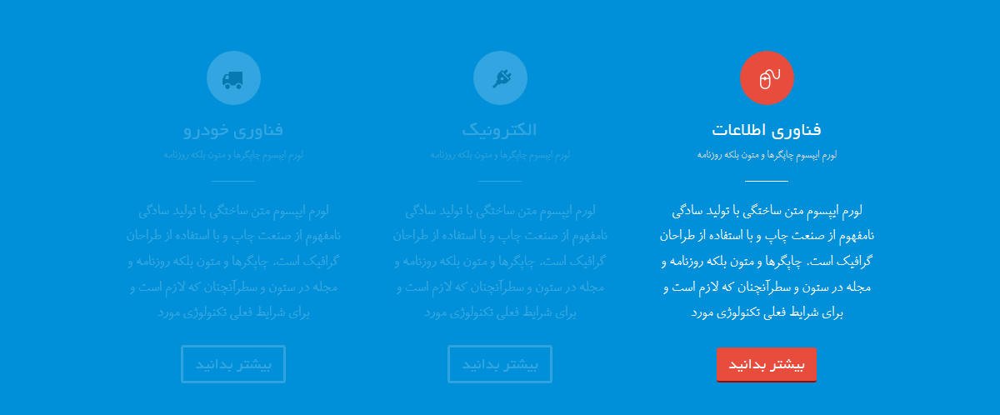 فناوری اطلاعات
لورم ایپسوم چاپگرها و متون بلکه روزنامه
لورم ایپسوم متن ساختگی با تولید سادگی
نامفهوم از صنعت چاپ و با استفاده از طراحان
گرافیک است. چاپگرها و متون بلکه روزنامه و
مجله در ستون و سطرآنچنان که لازم است و
برای شرایط فعلی تکنولوژی مورد
بیشتر بدانید
الکترونیک
لورم ایپسوم چاپگرها و متون بلکه روزنامه
لورم ایپسوم متن ساختگی با تولید سادگی
نامفهوم از صنعت چاپ و با استفاده از طراحان
گرافیک است. چاپگرها و متون بلکه روزنامه و
مجله در ستون و سطرآنچنان که لازم است و
برای شرایط فعلی تکنولوژی مورد
بیشتر بدانید
فناوری خودرو
لورم ایپسوم چاپگرها و متون بلکه روزنامه
لورم ایپسوم متن ساختگی با تولید سادگی
نامفهوم از صنعت چاپ و با استفاده از طراحان
گرافیک است. چاپگرها و متون بلکه روزنامه و
مجله در ستون و سطرآنچنان که لازم است و
برای شرایط فعلی تکنولوژی مورد
بیشتر بدانید